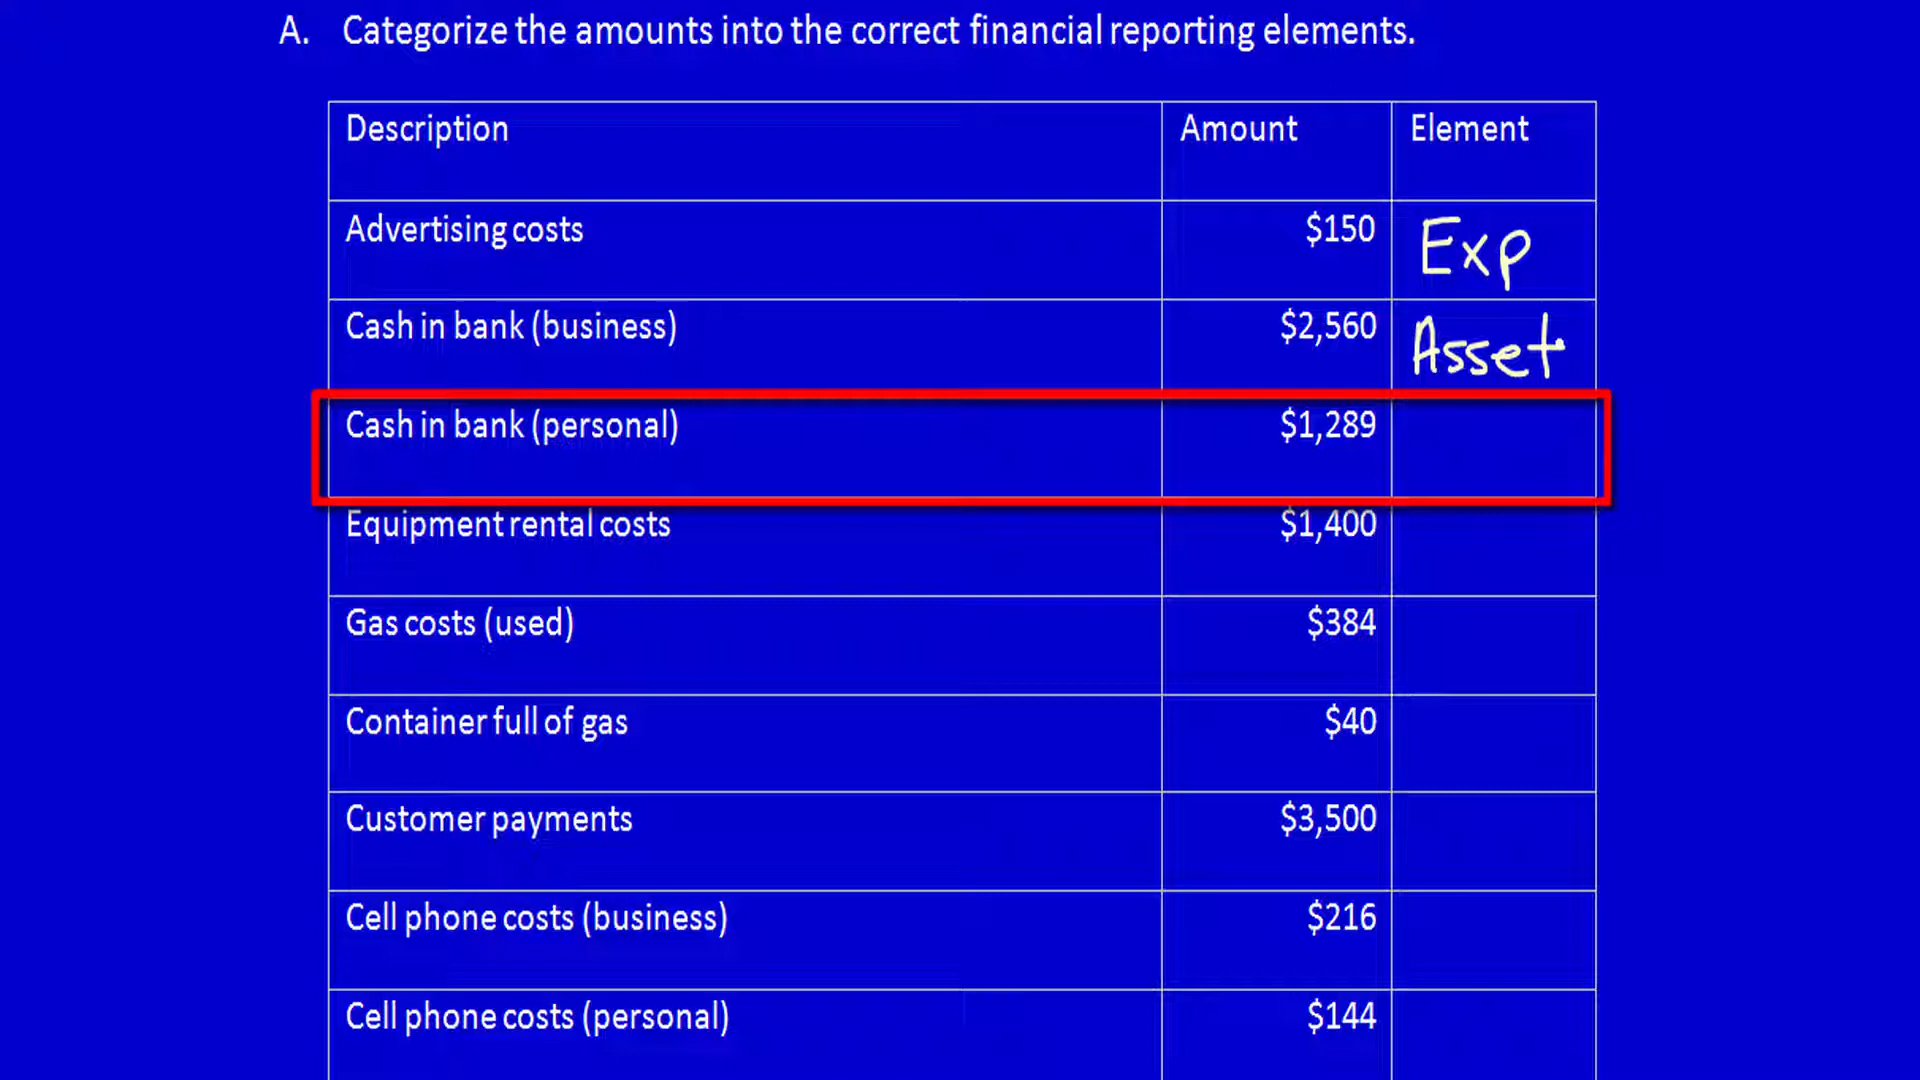 A. Categorize the amounts into the correct financial reporting elements.
Description Amount Element
Advertising costs $150 Exp
Cash in bank (business) $2,560 Asset
Cash in bank (personal) $1,289
Equipment rental costs $1,400
Gas costs (used) $384
Container full of gas $40
Customer payments $3,500
Cell phone costs (business) $216
Cell phone costs (personal) $144